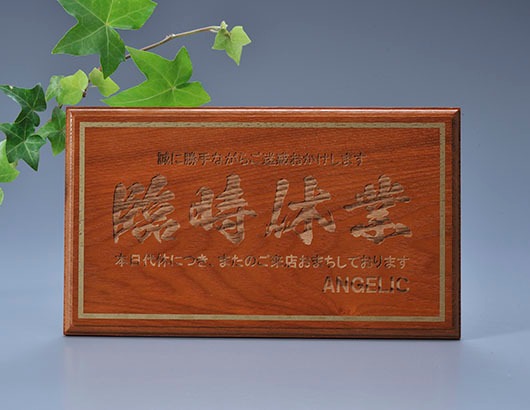 誠に勝手ながらご迷惑おかけします
臨時休業
本日代休につき、またのご来店おまちしております
ANGELIC